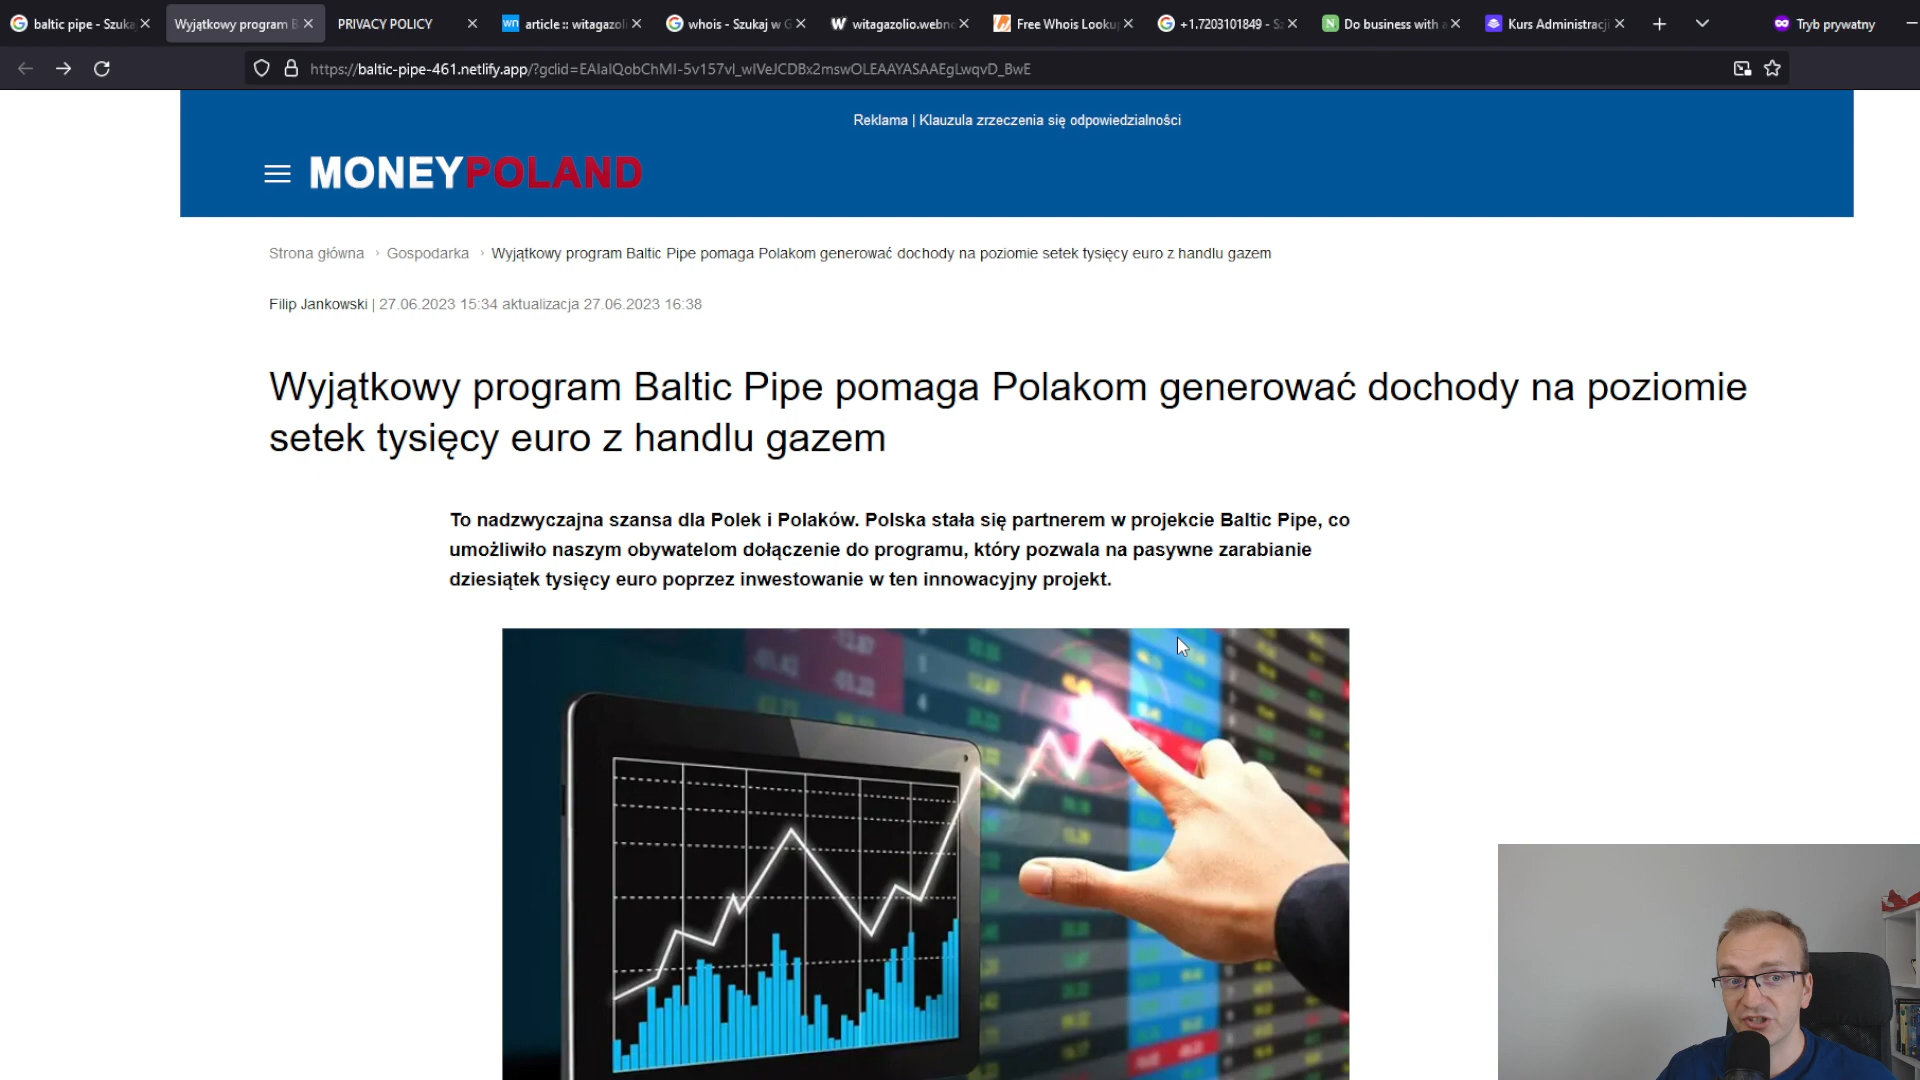 baltic pipe - Szuka
Wyjątkowy program B
PRIVACY POLICY
wn article :: witagazoli
whois - Szukaj w G
witagazolio.webno
Free Whois Looku
+1.7203101849 - Sz
Do business with a
Kurs Administracji
Tryb prywatny
https://baltic-pipe-461.netlify.app/?gclid=EAIaIQobChMI-5v157vl_wIVeJCDBx2mswOLEAAYASAAEgLwqvD_BwE
Reklama | Klauzula zrzeczenia się odpowiedzialności
MONEYPOLAND
Strona główna › Gospodarka › Wyjątkowy program Baltic Pipe pomaga Polakom generować dochody na poziomie setek tysięcy euro z handlu gazem
Filip Jankowski | 27.06.2023 15:34 aktualizacja 27.06.2023 16:38
Wyjątkowy program Baltic Pipe pomaga Polakom generować dochody na poziomie
setek tysięcy euro z handlu gazem
To nadzwyczajna szansa dla Polek i Polaków. Polska stała się partnerem w projekcie Baltic Pipe, co
umożliwiło naszym obywatelom dołączenie do programu, który pozwala na pasywne zarabianie
dziesiątek tysięcy euro poprzez inwestowanie w ten innowacyjny projekt.